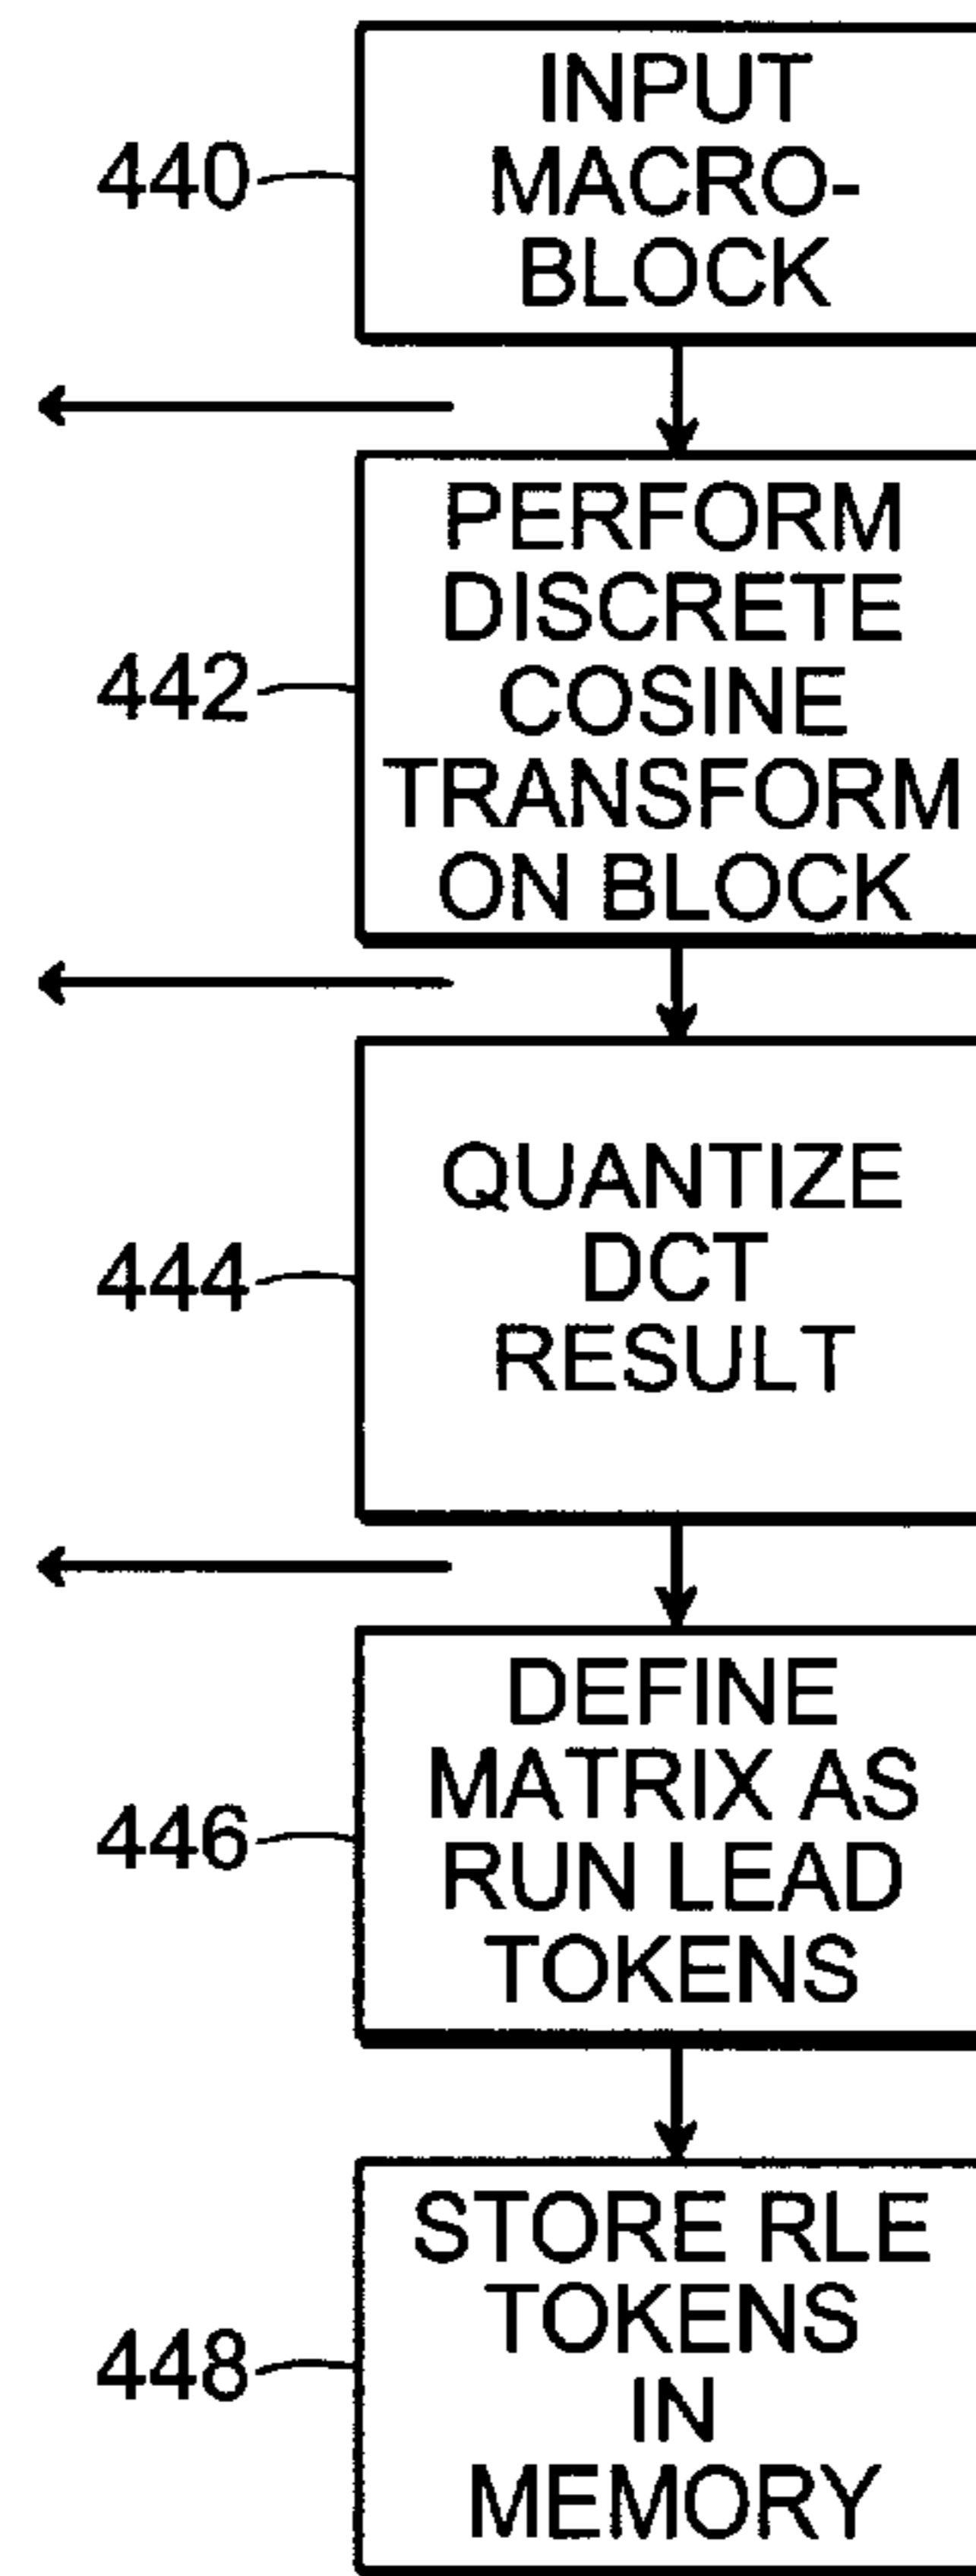 440
INPUT
MACRO-
BLOCK
442
PERFORM
DISCRETE
COSINE
TRANSFORM
ON BLOCK
444
QUANTIZE
DCT
RESULT
446
DEFINE
MATRIX AS
RUN LEAD
TOKENS
448
STORE RLE
TOKENS
IN
MEMORY